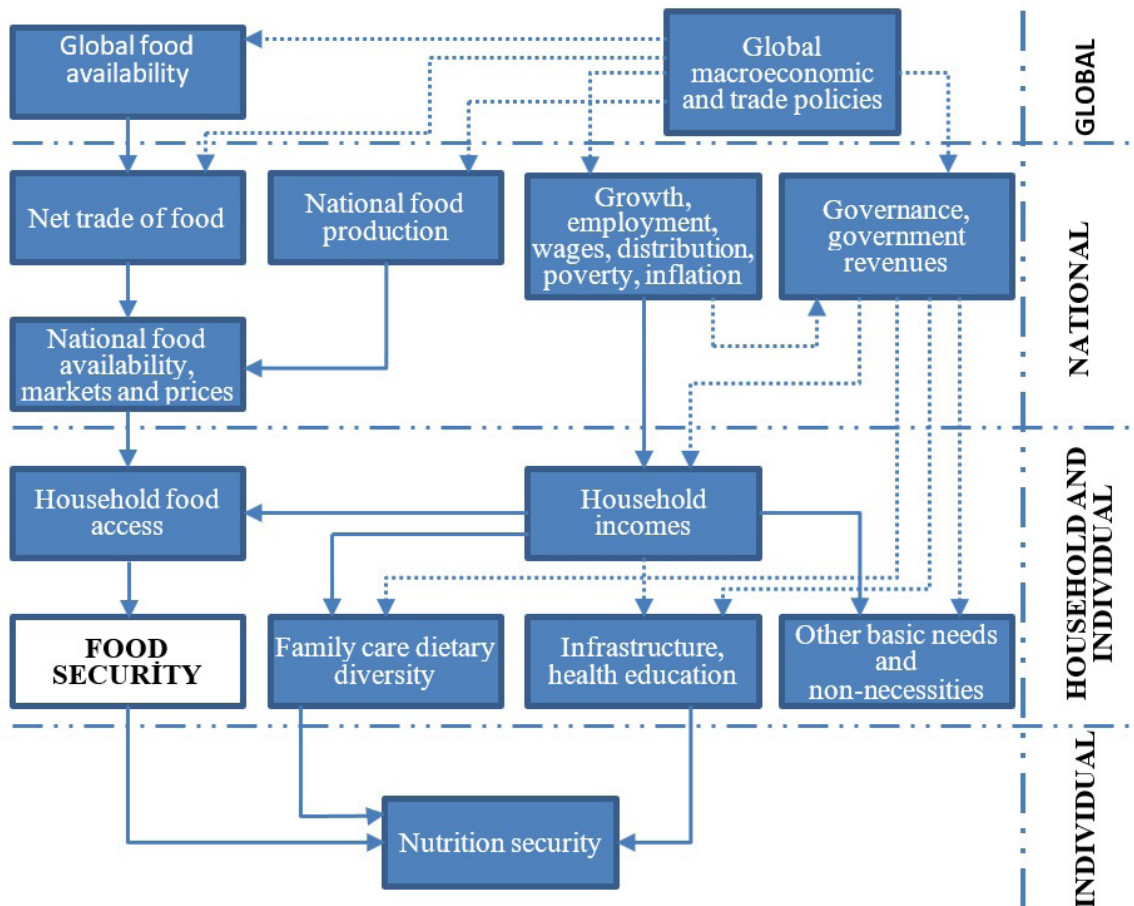 Global food
availability
Global
macroeconomic
and trade policies
GLOBAL
Net trade of food
National food
production
Growth,
employment,
wages, distribution,
poverty, inflation
Governance,
government
revenues
NATIONAL
National food
availability,
markets and prices
Household food
access
Household
incomes
HOUSEHOLD AND
INDIVIDUAL
FOOD
SECURİTY
Family care dietary
diversity
Infrastructure,
health education
Other basic needs
and
non-necessities
Nutrition security
INDIVIDUAL